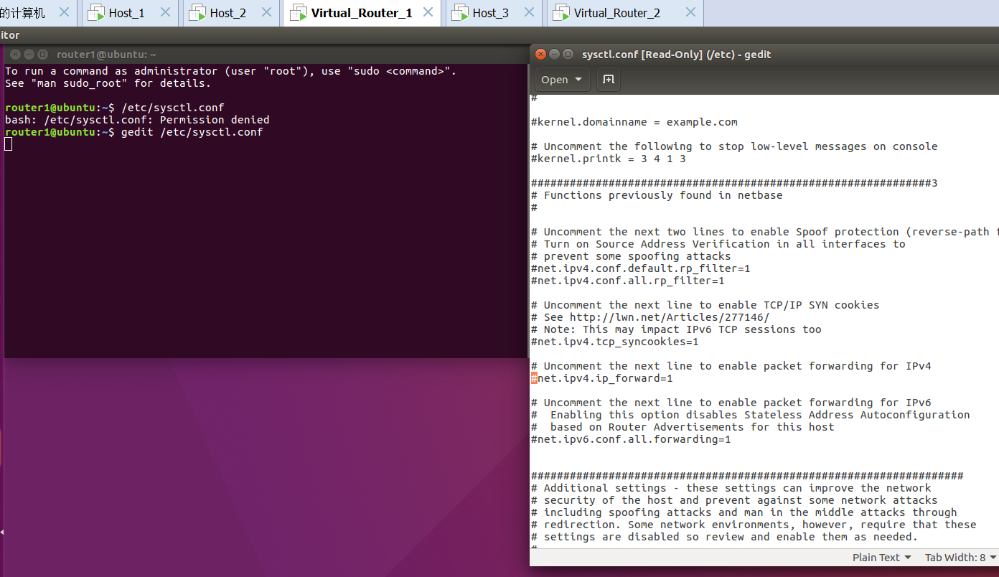 的计算机
Host_1
Host_2
Virtual_Router_1
Host_3
Virtual_Router_2
itor
router1@ubuntu: ~
To run a command as administrator (user "root"), use "sudo <command>".
See "man sudo_root" for details.
router1@ubuntu:~$ /etc/sysctl.conf
bash: /etc/sysctl.conf: Permission denied
router1@ubuntu:~$ gedit /etc/sysctl.conf
sysctl.conf [Read-Only] (/etc) - gedit
Open
#
#kernel.domainname = example.com
# Uncomment the following to stop low-level messages on console
#kernel.printk = 3 4 1 3
##############################################################3
# Functions previously found in netbase
#
# Uncomment the next two lines to enable Spoof protection (reverse-path f
# Turn on Source Address Verification in all interfaces to
# prevent some spoofing attacks
#net.ipv4.conf.default.rp_filter=1
#net.ipv4.conf.all.rp_filter=1
# Uncomment the next line to enable TCP/IP SYN cookies
# See http://lwn.net/Articles/277146/
# Note: This may impact IPv6 TCP sessions too
#net.ipv4.tcp_syncookies=1
# Uncomment the next line to enable packet forwarding for IPv4
#net.ipv4.ip_forward=1
# Uncomment the next line to enable packet forwarding for IPv6
#  Enabling this option disables Stateless Address Autoconfiguration
#  based on Router Advertisements for this host
#net.ipv6.conf.all.forwarding=1
###################################################################
# Additional settings - these settings can improve the network
# security of the host and prevent against some network attacks
# including spoofing attacks and man in the middle attacks through
# redirection. Some network environments, however, require that these
# settings are disabled so review and enable them as needed.
#
Plain Text
Tab Width: 8